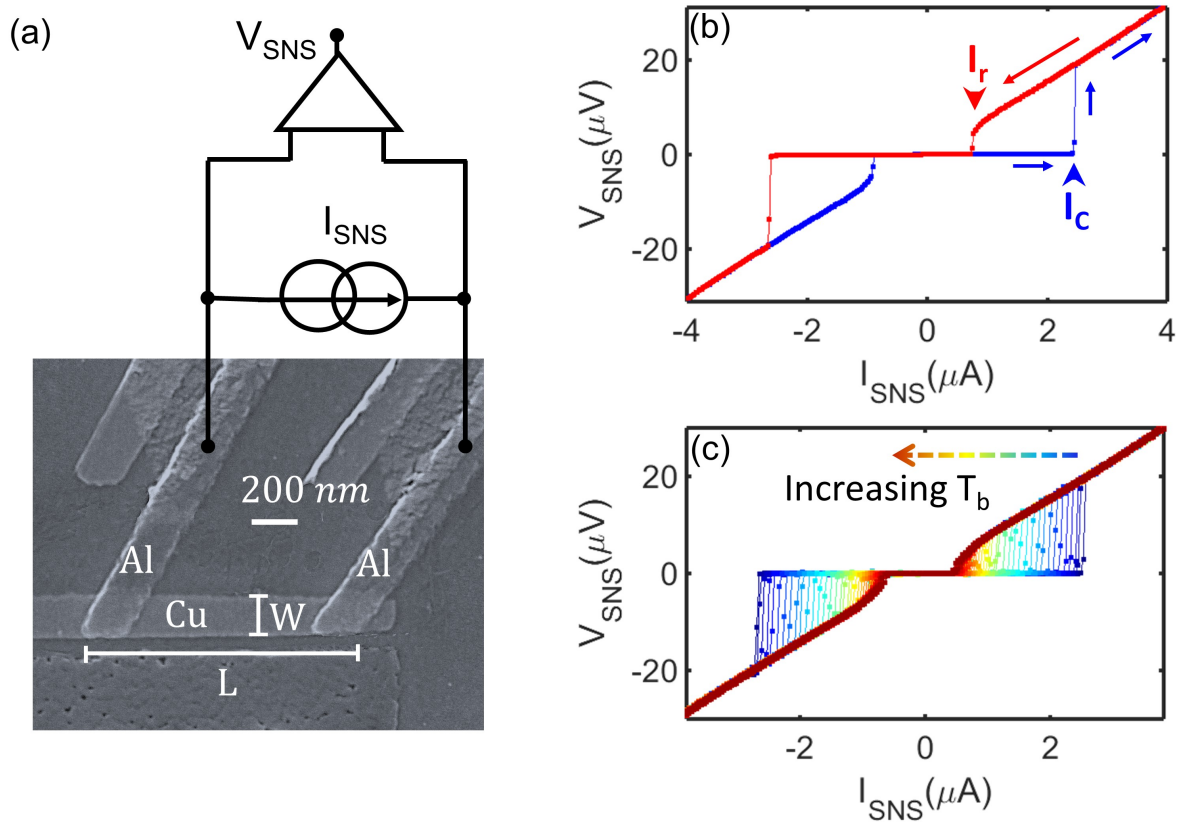 (a)
V_SNS
I_SNS
200 nm
Al
Al
Cu
W
L
(b)
V_SNS(μV)
20
0
-20
I_r
I_C
-4
-2
0
2
4
I_SNS(μA)
(c)
Increasing T_b
V_SNS(μV)
20
0
-20
-2
0
2
I_SNS(μA)